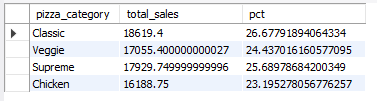 pizza_category total_sales pct
Classic 18619.4 26.67791894064334
Veggie 17055.400000000027 24.437016160577095
Supreme 17929.749999999996 25.68978684200349
Chicken 16188.75 23.195278056776257